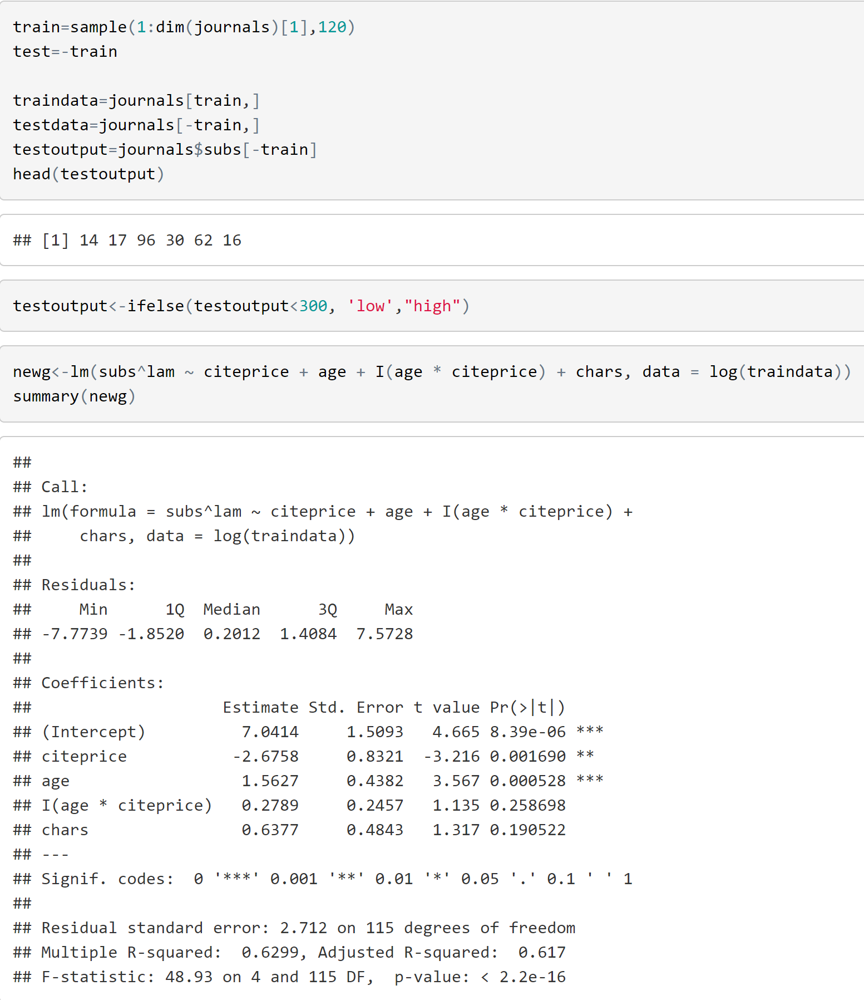 train=sample(1:dim(journals)[1],120)
test=-train
traindata=journals[train,]
testdata=journals[-train,]
testoutput=journals$subs[-train]
head(testoutput)
## [1] 14 17 96 30 62 16
testoutput<-ifelse(testoutput<300, 'low',"high")
newg<-lm(subs^lam ~ citeprice + age + I(age * citeprice) + chars, data = log(traindata))
summary(newg)
##
## Call:
## lm(formula = subs^lam ~ citeprice + age + I(age * citeprice) +
##     chars, data = log(traindata))
##
## Residuals:
##     Min      1Q  Median      3Q     Max
## -7.7739 -1.8520  0.2012  1.4084  7.5728
##
## Coefficients:
##                    Estimate Std. Error t value Pr(>|t|)
## (Intercept)          7.0414     1.5093   4.665 8.39e-06 ***
## citeprice           -2.6758     0.8321  -3.216 0.001690 **
## age                  1.5627     0.4382   3.567 0.000528 ***
## I(age * citeprice)   0.2789     0.2457   1.135 0.258698
## chars                0.6377     0.4843   1.317 0.190522
## ---
## Signif. codes:  0 '***' 0.001 '**' 0.01 '*' 0.05 '.' 0.1 ' ' 1
##
## Residual standard error: 2.712 on 115 degrees of freedom
## Multiple R-squared:  0.6299, Adjusted R-squared:  0.617
## F-statistic: 48.93 on 4 and 115 DF,  p-value: < 2.2e-16